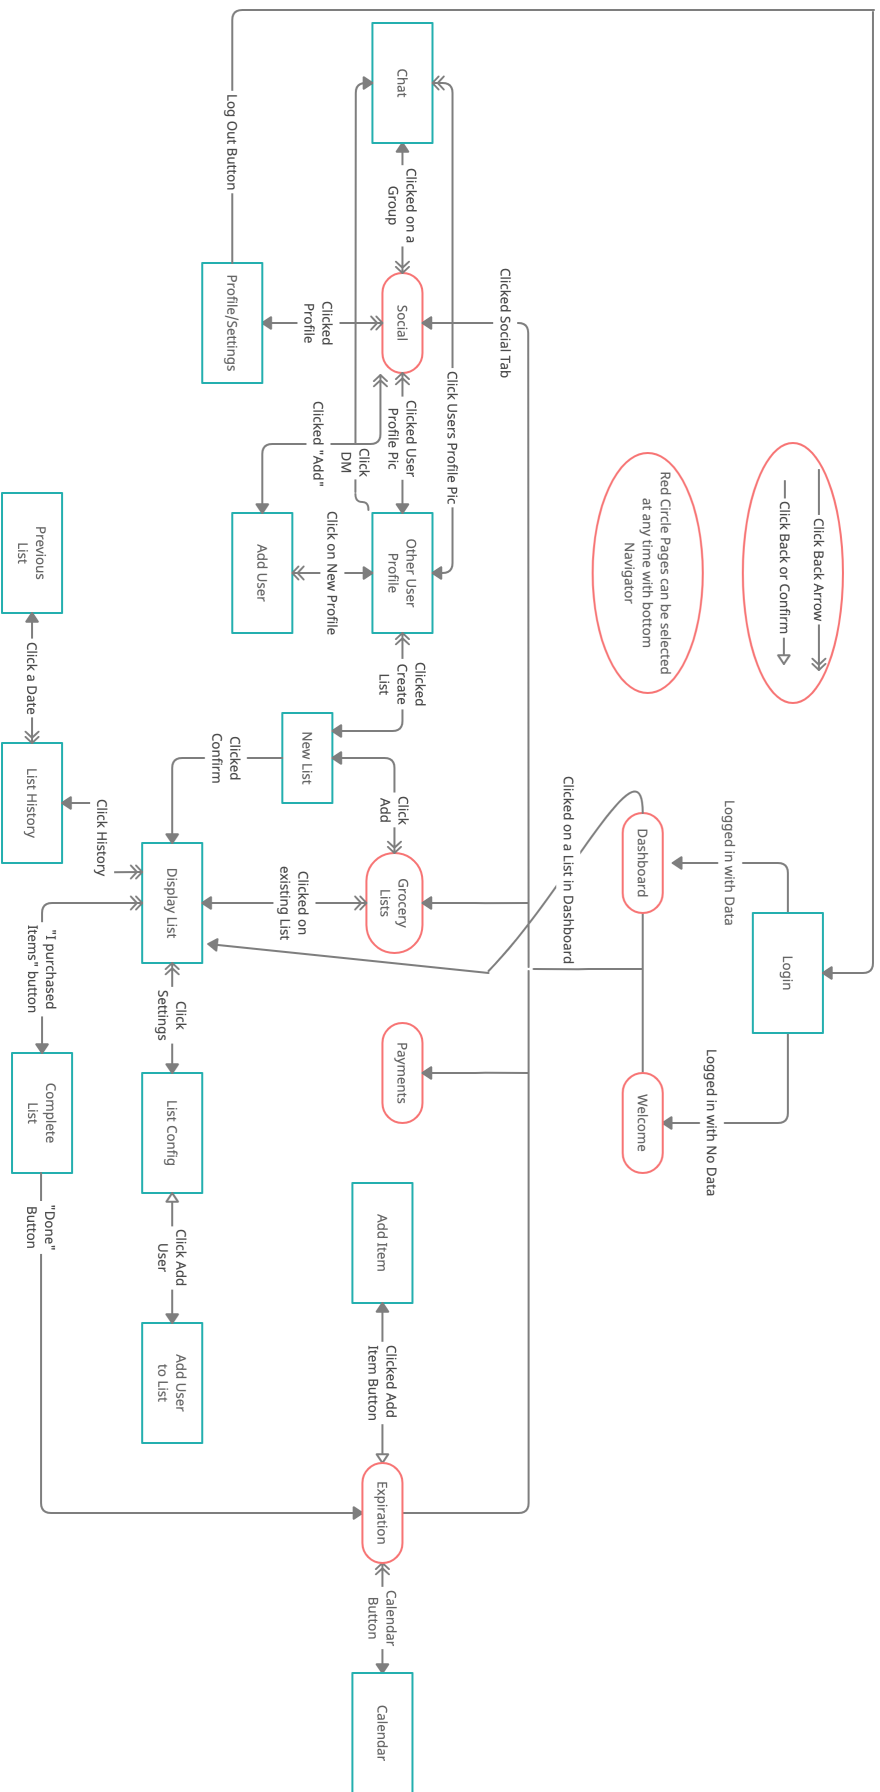 Login
Logged in with Data
Logged in with No Data
Click Back Arrow
Click Back or Confirm
Red Circle Pages can be selected
at any time with bottom
Navigator
Dashboard
Welcome
Clicked on a List in Dashboard
Clicked Social Tab
Click Users Profile Pic
Chat
Clicked on a
Group
Social
Clicked User
Profile Pic
Other User
Profile
Clicked
Create
List
Click
Add
Grocery
Lists
Payments
Add Item
Clicked Add
Item Button
Expiration
Calendar
Button
Calendar
Click
DM
Clicked
Profile
Clicked "Add"
Click on New Profile
New List
Clicked on
existing List
Log Out Button
Profile/Settings
Add User
Clicked
Confirm
Display List
Click
Settings
List Config
Click Add
User
Add User
to List
Click History
Previous
List
Click a Date
List History
"I purchased
Items" button
Complete
List
"Done"
Button